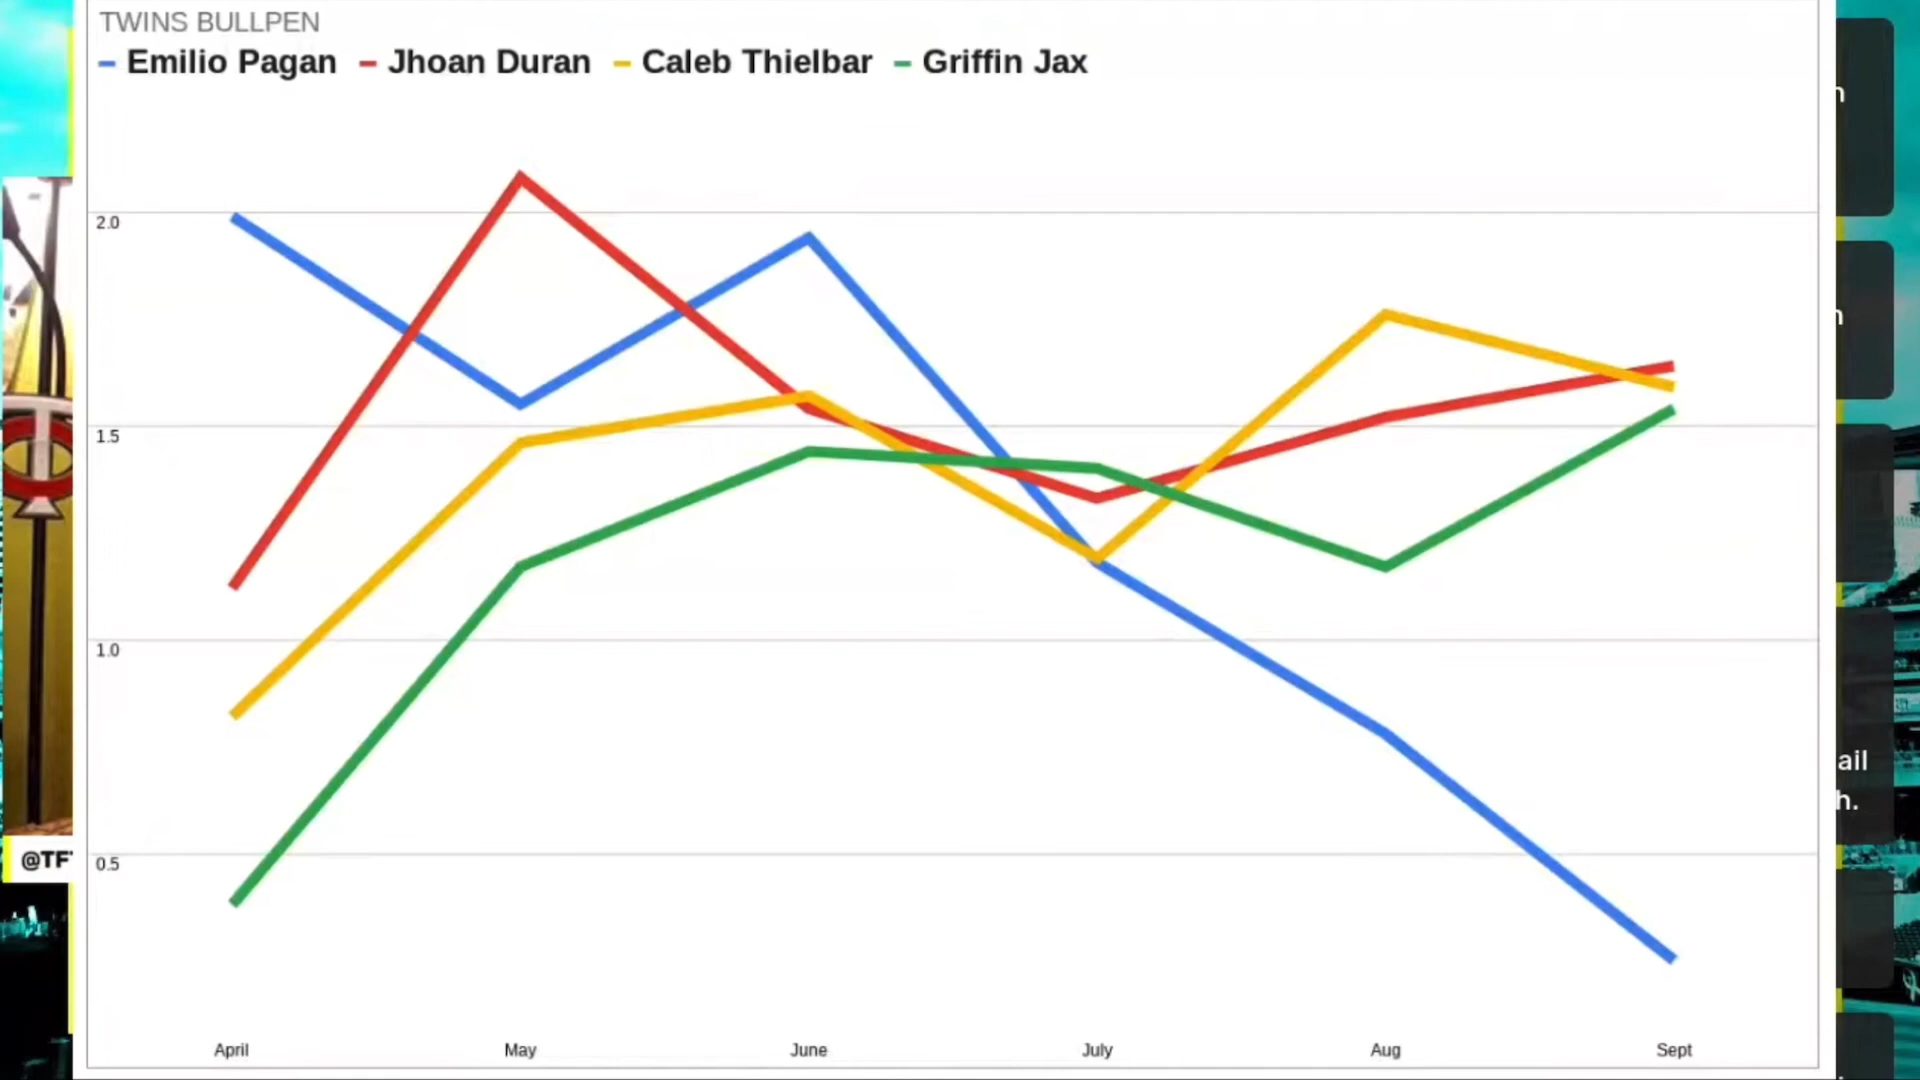 TWINS BULLPEN
Emilio Pagan Jhoan Duran Caleb Thielbar Griffin Jax
2.0
1.5
1.0
0.5
April May June July Aug Sept
@TF
n
n
ail
h.